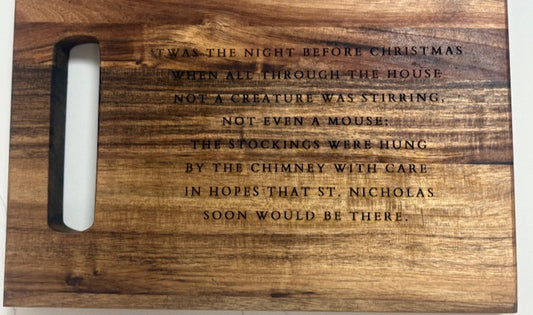 'TWAS THE NIGHT BEFORE CHRISTMAS
WHEN ALL THROUGH THE HOUSE
NOT A CREATURE WAS STIRRING,
NOT EVEN A MOUSE;
THE STOCKINGS WERE HUNG
BY THE CHIMNEY WITH CARE
IN HOPES THAT ST. NICHOLAS
SOON WOULD BE THERE.